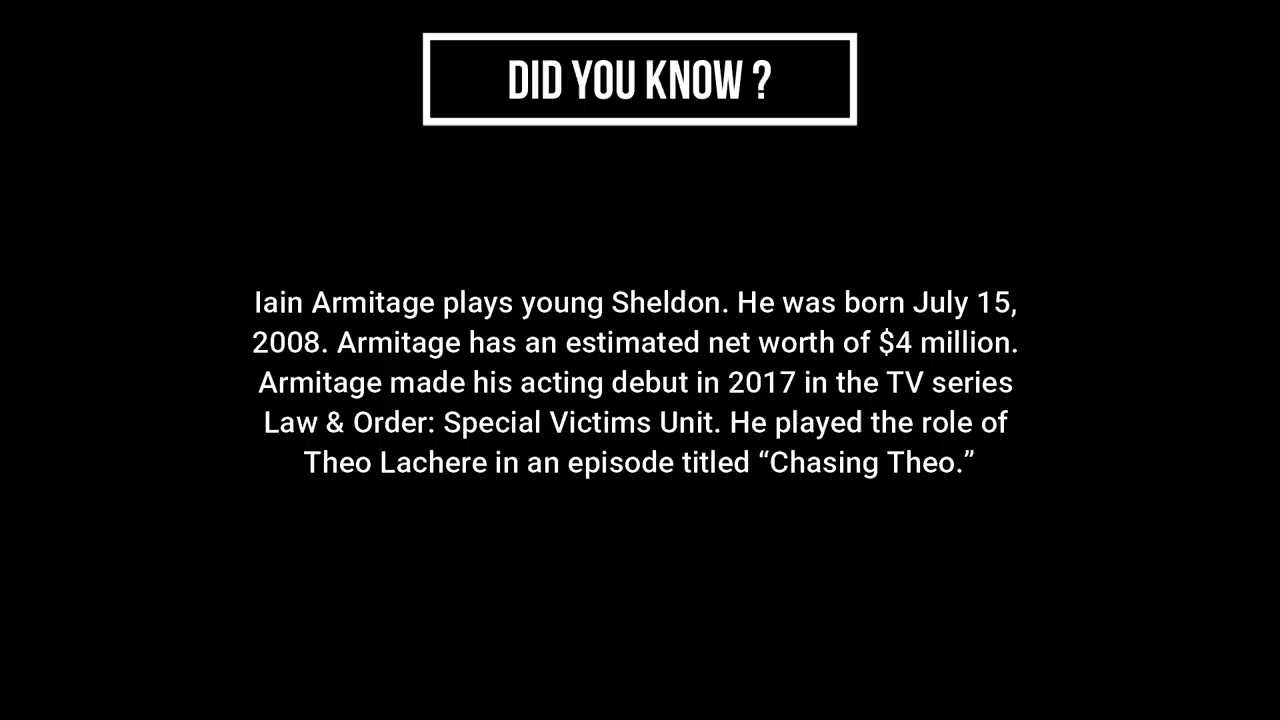 DID YOU KNOW ?
Iain Armitage plays young Sheldon. He was born July 15,
2008. Armitage has an estimated net worth of $4 million.
Armitage made his acting debut in 2017 in the TV series
Law & Order: Special Victims Unit. He played the role of
Theo Lachere in an episode titled “Chasing Theo.”